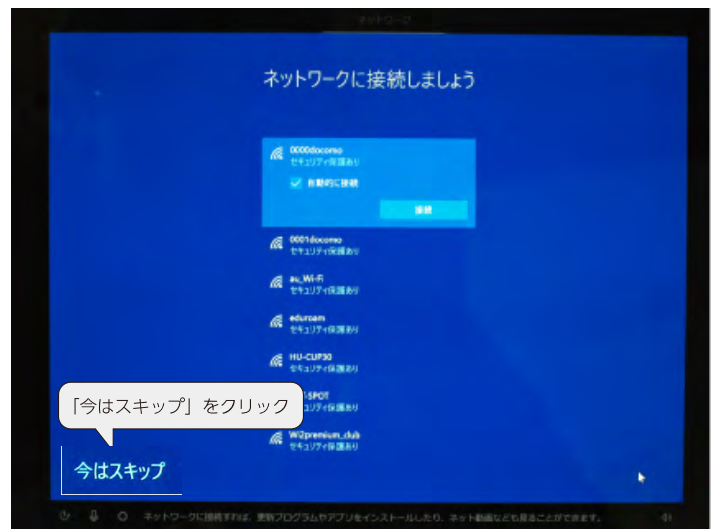 ネットワーク
ネットワークに接続しましょう
0000docomo
セキュリティ保護あり
自動的に接続
接続
0001docomo
セキュリティ保護あり
au_Wi-Fi
セキュリティ保護あり
eduroam
セキュリティ保護あり
HU-CUP30
セキュリティ保護あり
SPOT
セキュリティ保護あり
Wi2premium_club
セキュリティ保護あり
「今はスキップ」をクリック
今はスキップ
ネットワークに接続すれば、更新プログラムやアプリをインストールしたり、ネット動画なども見ることができます。